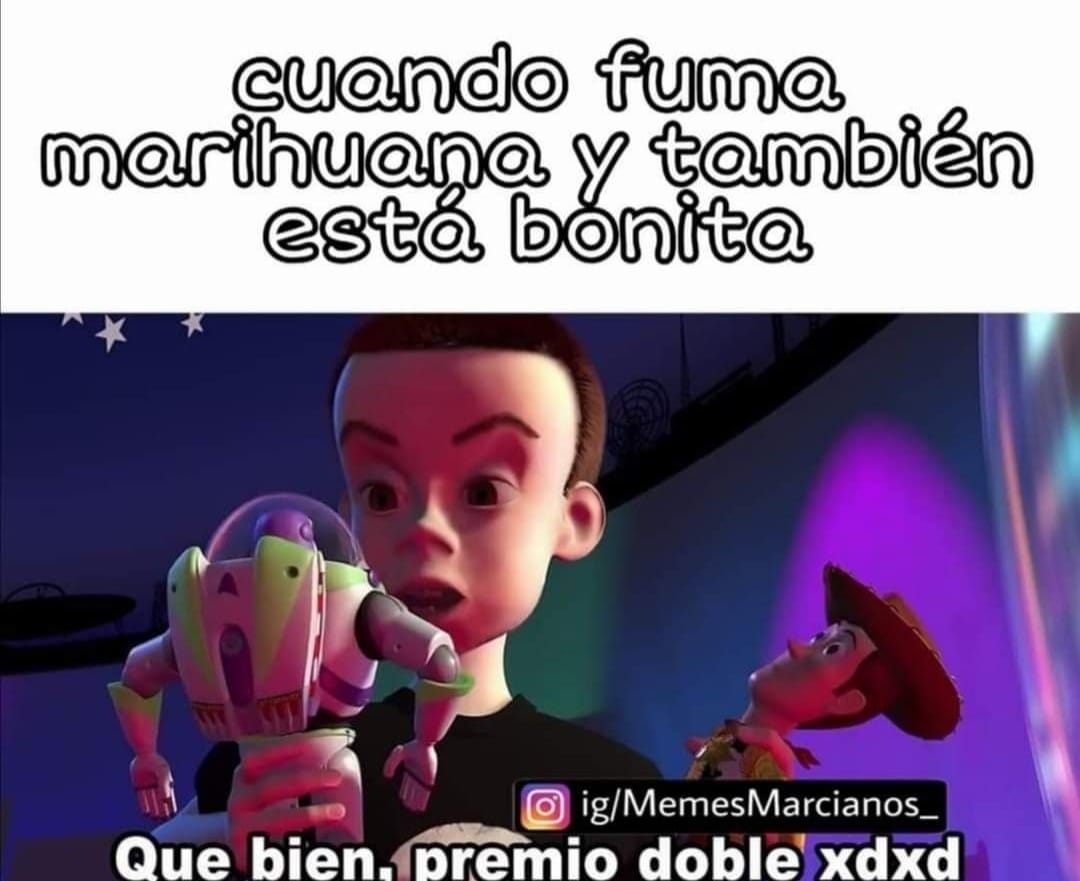 cuando fuma
marihuana y también
está bonita
ig/MemesMarcianos_
Que bien, premio doble xdxd